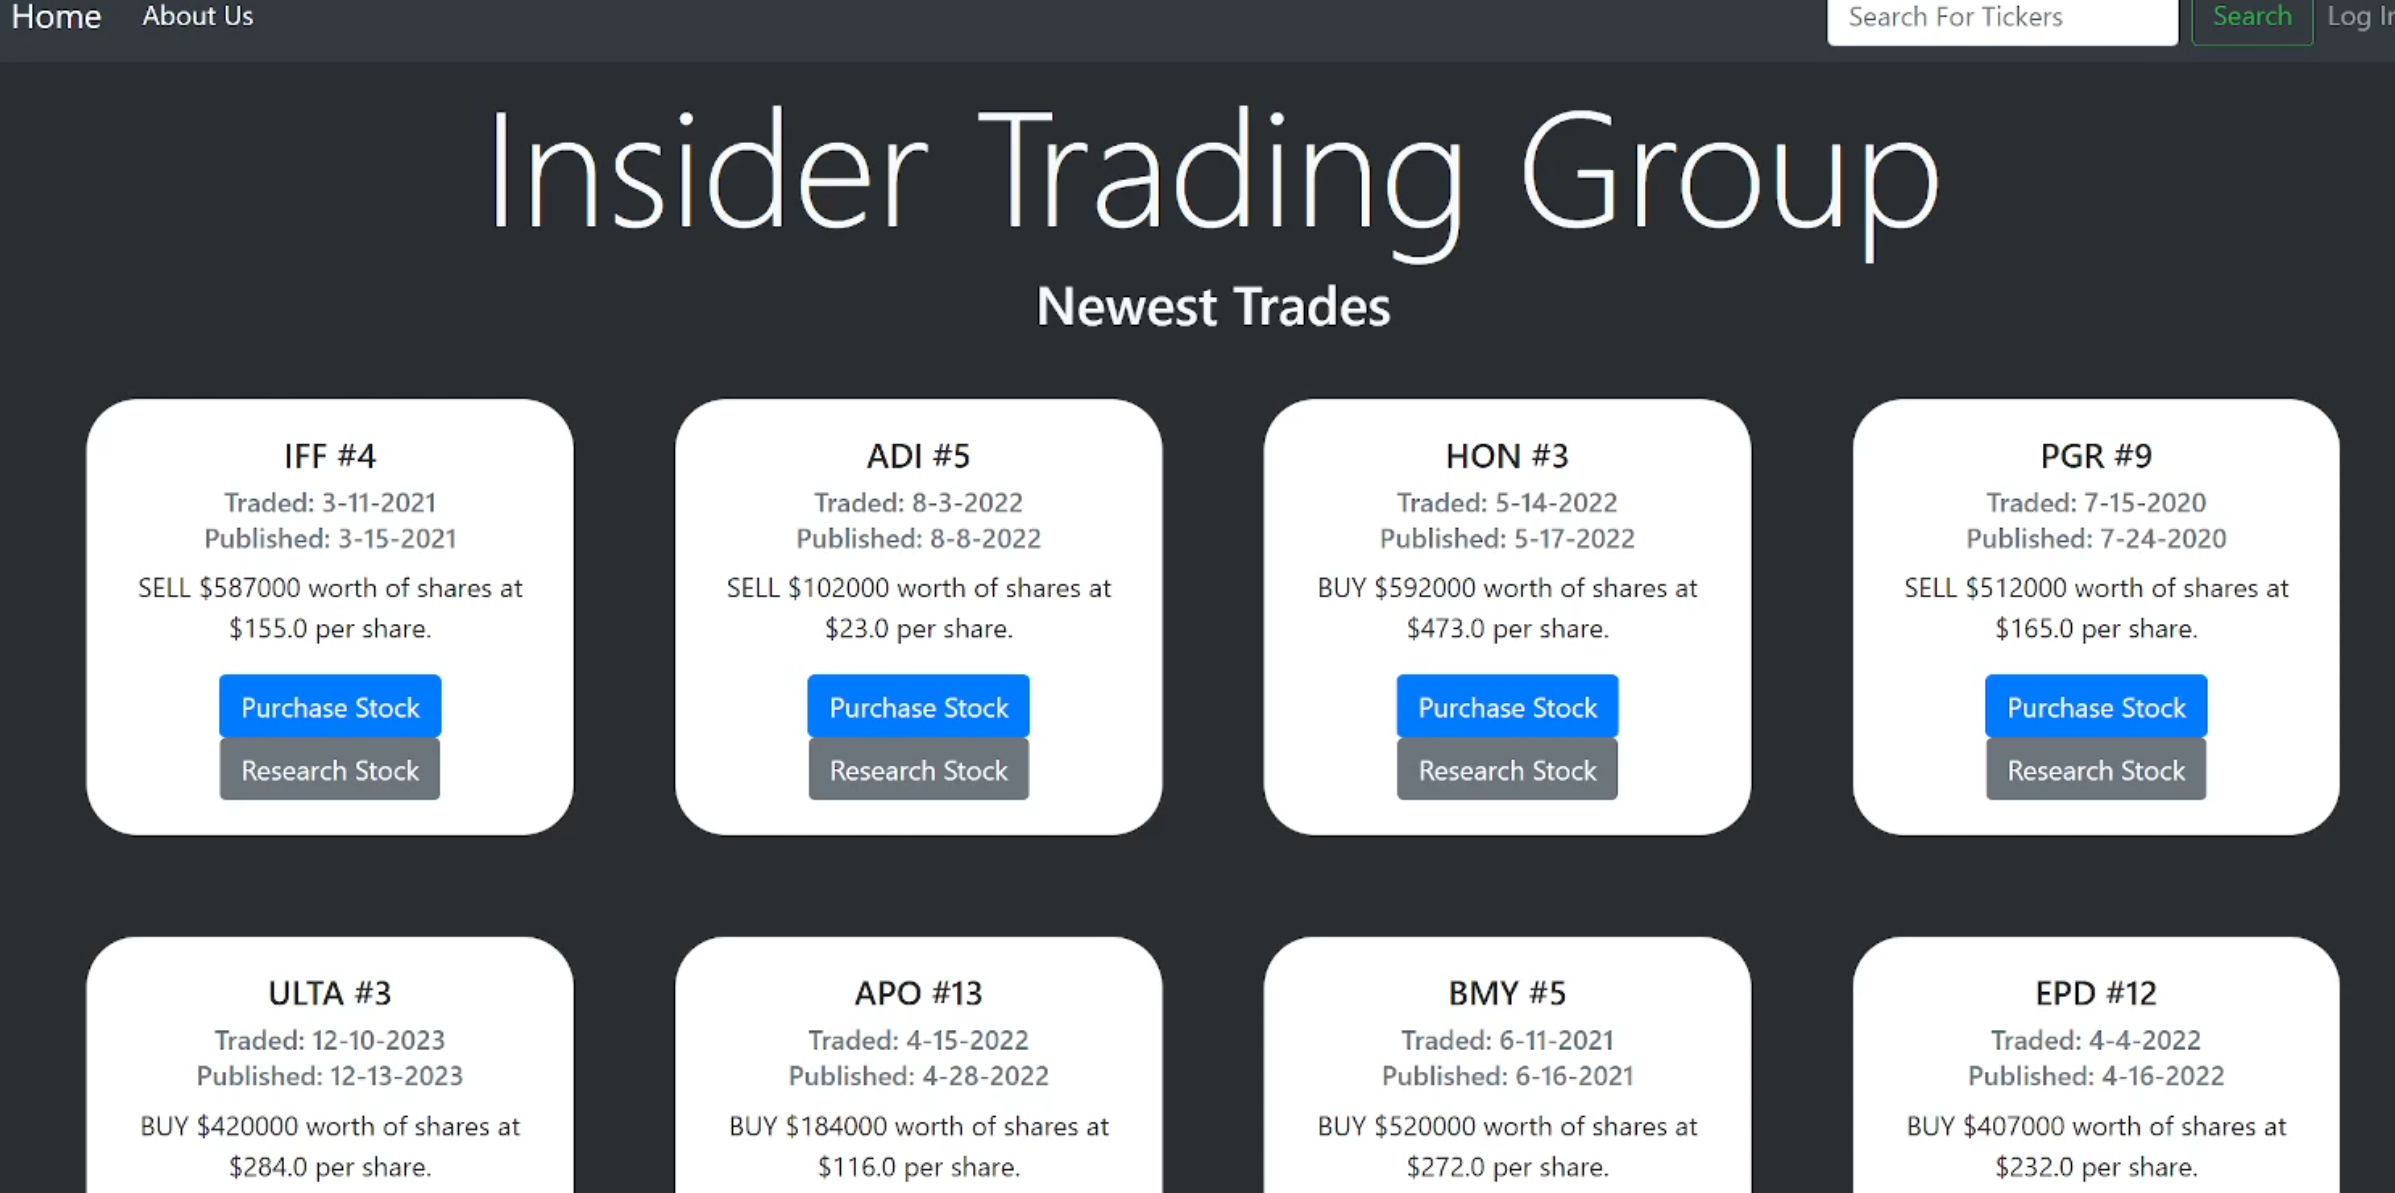 Home About Us Search For Tickers Search Log In
Insider Trading Group
Newest Trades
IFF #4
Traded: 3-11-2021
Published: 3-15-2021
SELL $587000 worth of shares at
$155.0 per share.
Purchase Stock
Research Stock
ADI #5
Traded: 8-3-2022
Published: 8-8-2022
SELL $102000 worth of shares at
$23.0 per share.
Purchase Stock
Research Stock
HON #3
Traded: 5-14-2022
Published: 5-17-2022
BUY $592000 worth of shares at
$473.0 per share.
Purchase Stock
Research Stock
PGR #9
Traded: 7-15-2020
Published: 7-24-2020
SELL $512000 worth of shares at
$165.0 per share.
Purchase Stock
Research Stock
ULTA #3
Traded: 12-10-2023
Published: 12-13-2023
BUY $420000 worth of shares at
$284.0 per share.
APO #13
Traded: 4-15-2022
Published: 4-28-2022
BUY $184000 worth of shares at
$116.0 per share.
BMY #5
Traded: 6-11-2021
Published: 6-16-2021
BUY $520000 worth of shares at
$272.0 per share.
EPD #12
Traded: 4-4-2022
Published: 4-16-2022
BUY $407000 worth of shares at
$232.0 per share.